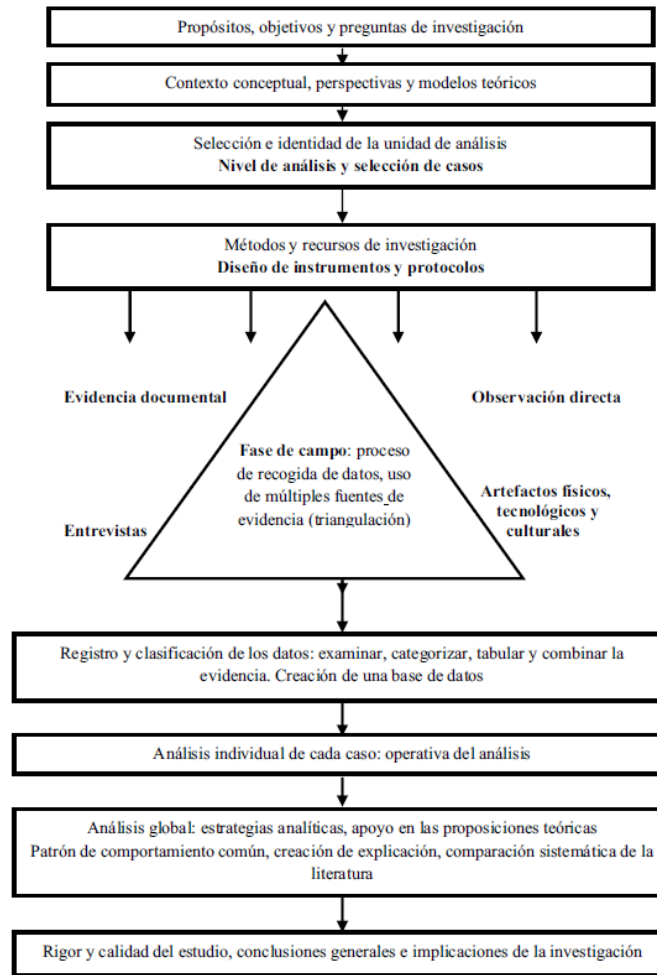 Propósitos, objetivos y preguntas de investigación
Contexto conceptual, perspectivas y modelos teóricos
Selección e identidad de la unidad de análisis
Nivel de análisis y selección de casos
Métodos y recursos de investigación
Diseño de instrumentos y protocolos
Evidencia documental
Observación directa
Fase de campo: proceso
de recogida de datos, uso
de múltiples fuentes de
evidencia (triangulación)
Entrevistas
Artefactos físicos,
tecnológicos y
culturales
Registro y clasificación de los datos: examinar, categorizar, tabular y combinar la
evidencia. Creación de una base de datos
Análisis individual de cada caso: operativa del análisis
Análisis global: estrategias analíticas, apoyo en las proposiciones teóricas
Patrón de comportamiento común, creación de explicación, comparación sistemática de la
literatura
Rigor y calidad del estudio, conclusiones generales e implicaciones de la investigación